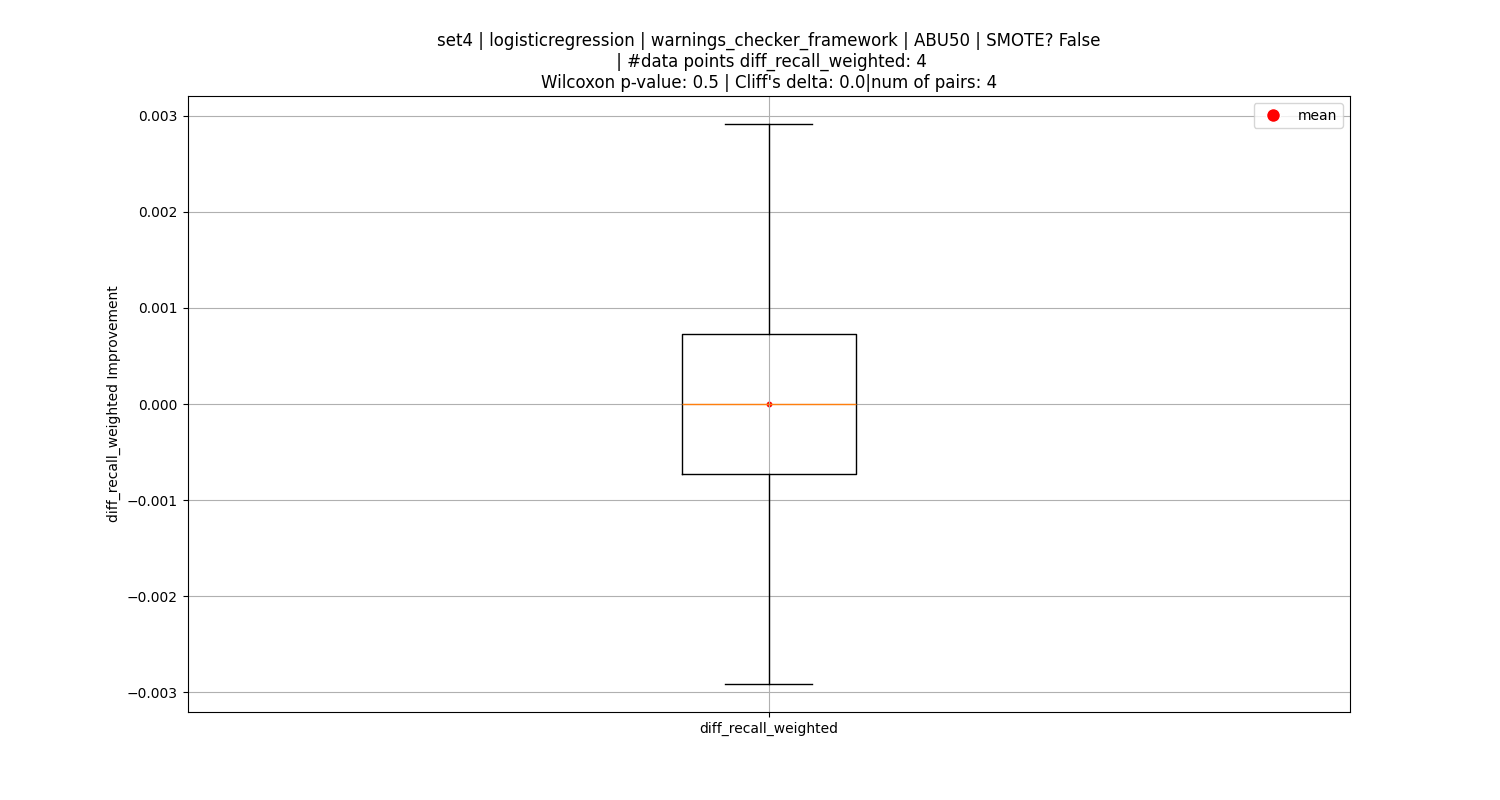 set4 | logisticregression | warnings_checker_framework | ABU50 | SMOTE? False
| #data points diff_recall_weighted: 4
Wilcoxon p-value: 0.5 | Cliff's delta: 0.0|num of pairs: 4
mean
0.003
0.002
0.001
0.000
−0.001
−0.002
−0.003
diff_recall_weighted Improvement
diff_recall_weighted